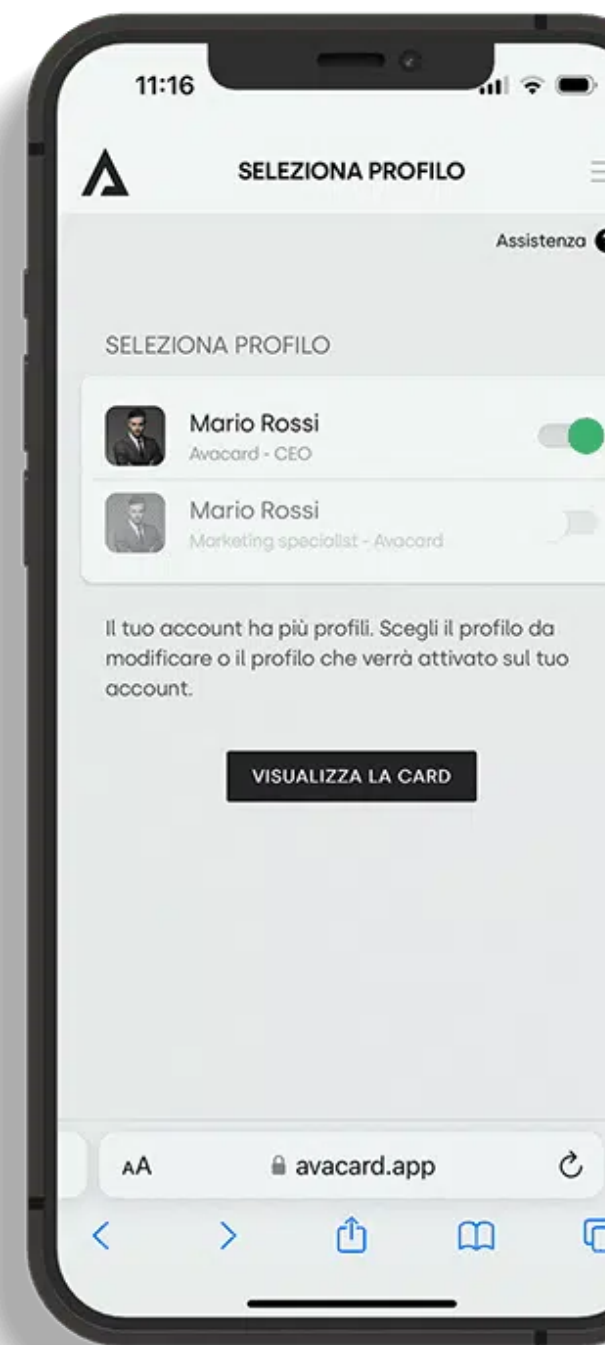 11:16
SELEZIONA PROFILO
Assistenza
SELEZIONA PROFILO
Mario Rossi
Avacard - CEO
Mario Rossi
Marketing specialist - Avacard
Il tuo account ha più profili. Scegli il profilo da
modificare o il profilo che verrà attivato sul tuo
account.
VISUALIZZA LA CARD
AA
avacard.app